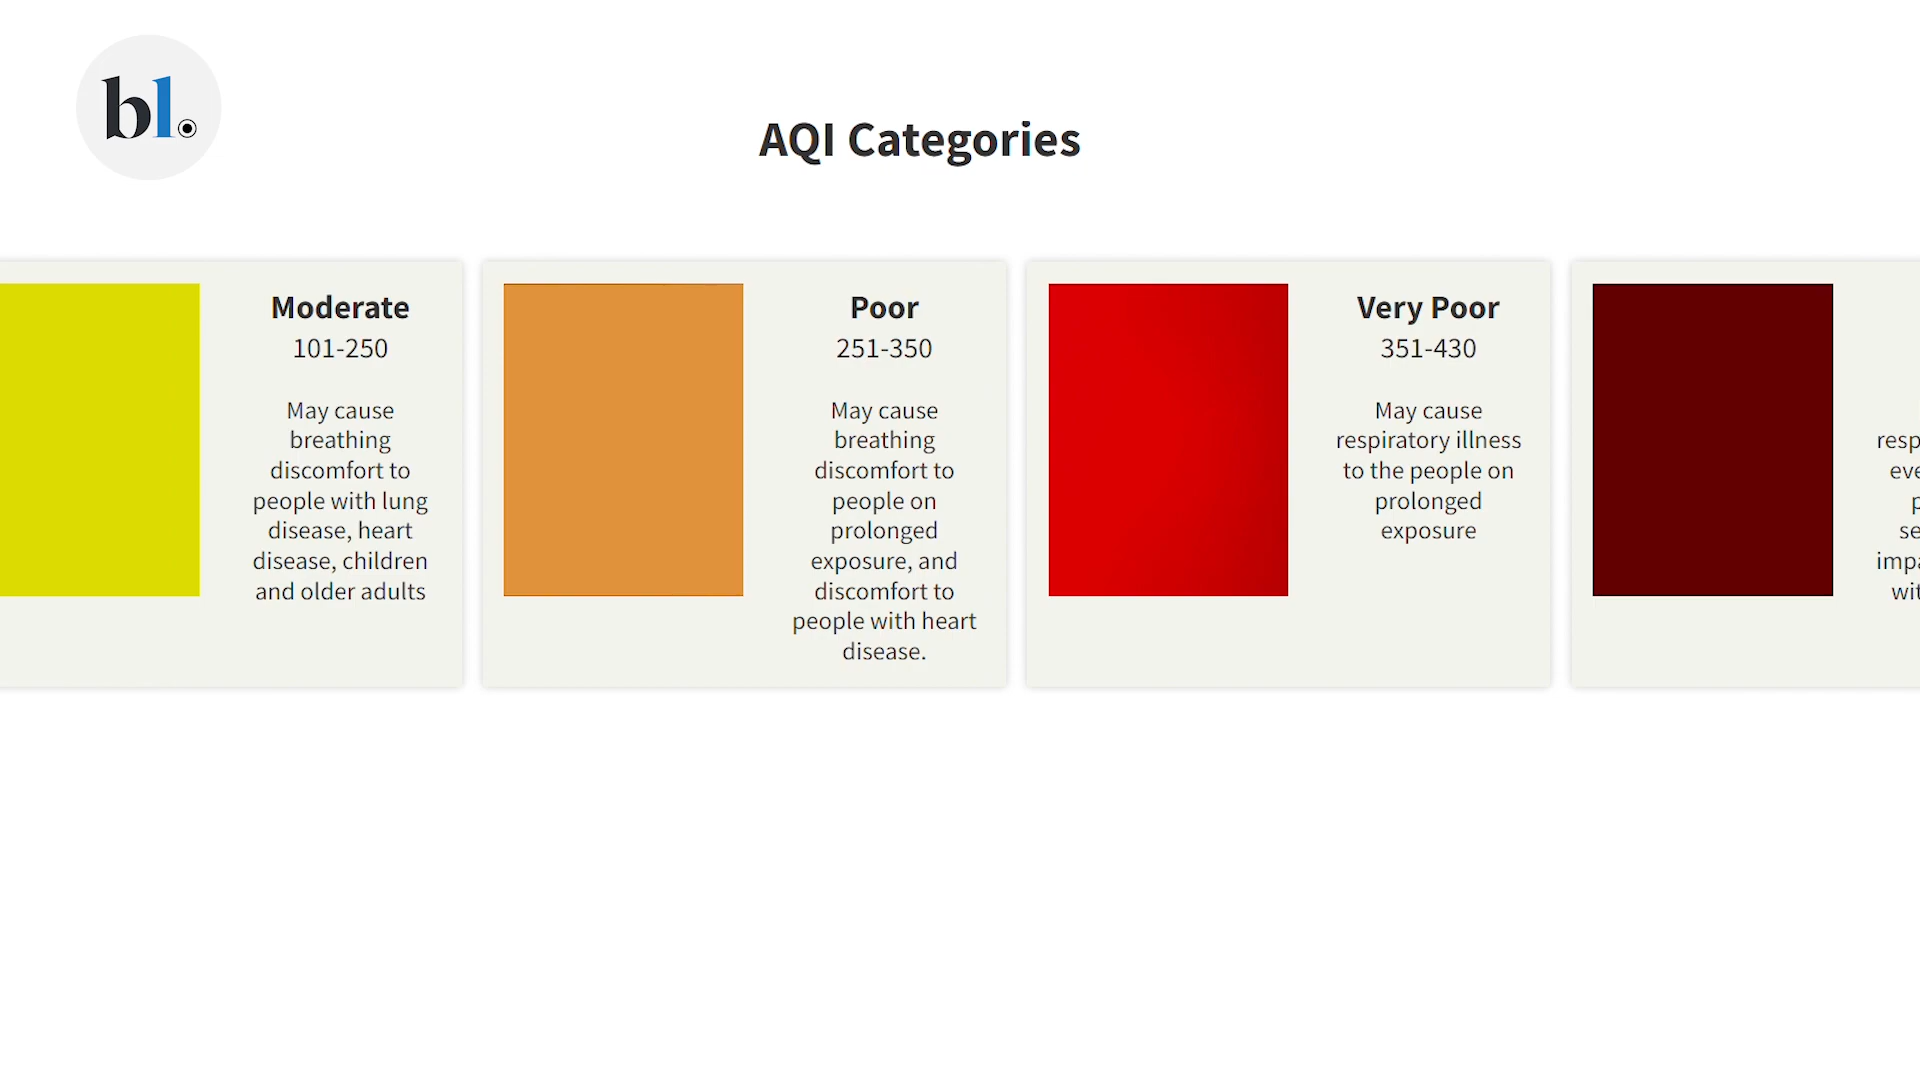 bl.
AQI Categories
Moderate
101-250
May cause
breathing
discomfort to
people with lung
disease, heart
disease, children
and older adults
Poor
251-350
May cause
breathing
discomfort to
people on
prolonged
exposure, and
discomfort to
people with heart
disease.
Very Poor
351-430
May cause
respiratory illness
to the people on
prolonged
exposure